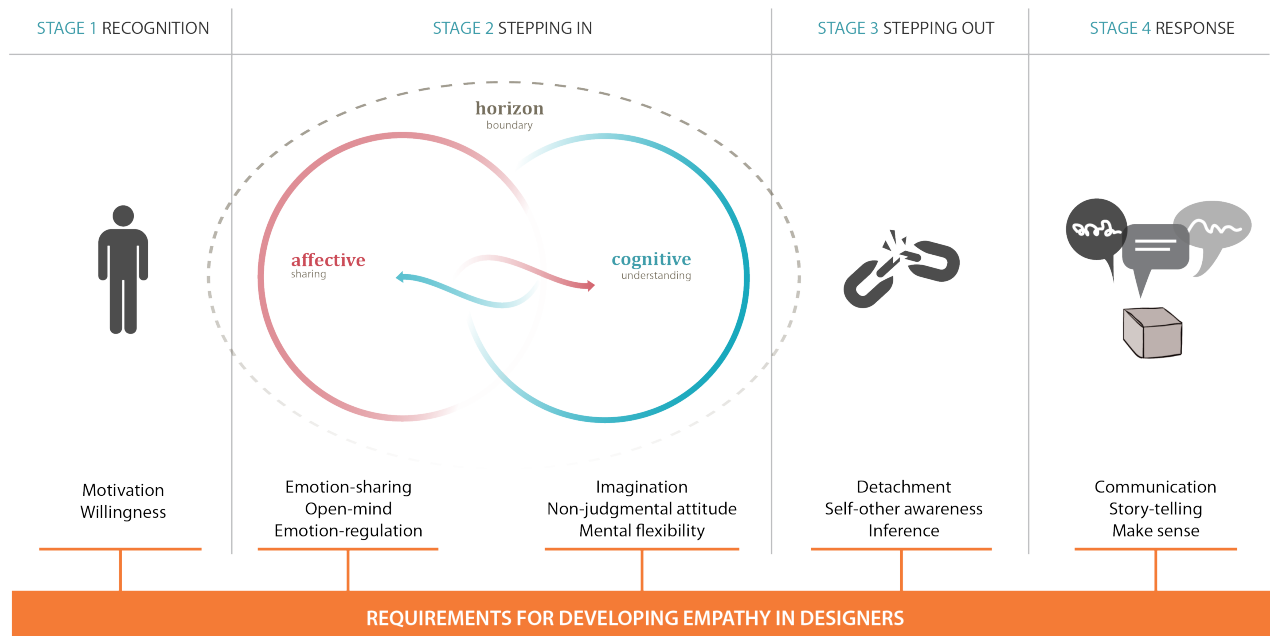 STAGE 1 RECOGNITION
STAGE 2 STEPPING IN
STAGE 3 STEPPING OUT
STAGE 4 RESPONSE
horizon
boundary
affective
sharing
cognitive
understanding
Motivation
Willingness
Emotion-sharing
Open-mind
Emotion-regulation
Imagination
Non-judgmental attitude
Mental flexibility
Detachment
Self-other awareness
Inference
Communication
Story-telling
Make sense
REQUIREMENTS FOR DEVELOPING EMPATHY IN DESIGNERS